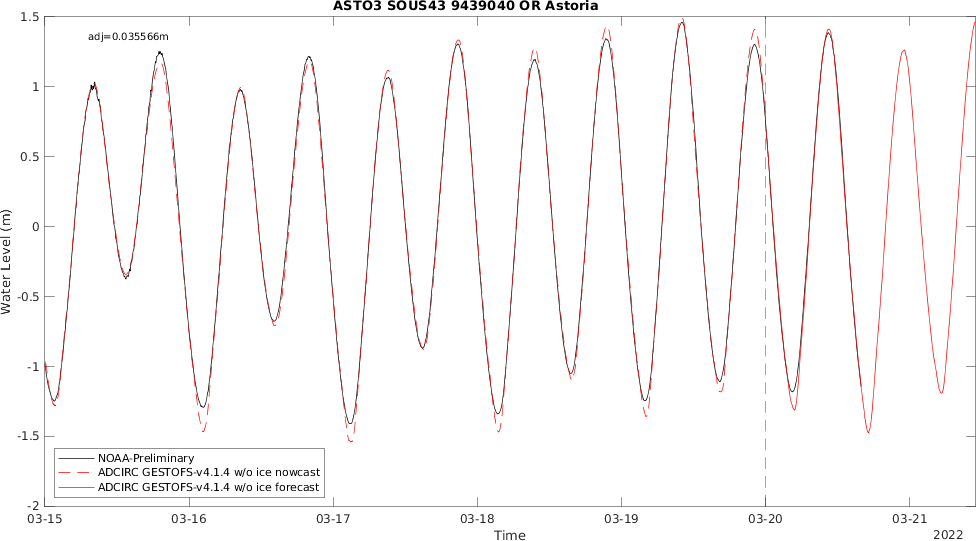 ASTO3 SOUS43 9439040 OR Astoria
adj=0.035566m
1.5
1
0.5
0
-0.5
-1
-1.5
-2
Water Level (m)
NOAA-Preliminary
ADCIRC GESTOFS-v4.1.4 w/o ice nowcast
ADCIRC GESTOFS-v4.1.4 w/o ice forecast
03-15 03-16 03-17 03-18 03-19 03-20 03-21
Time
2022